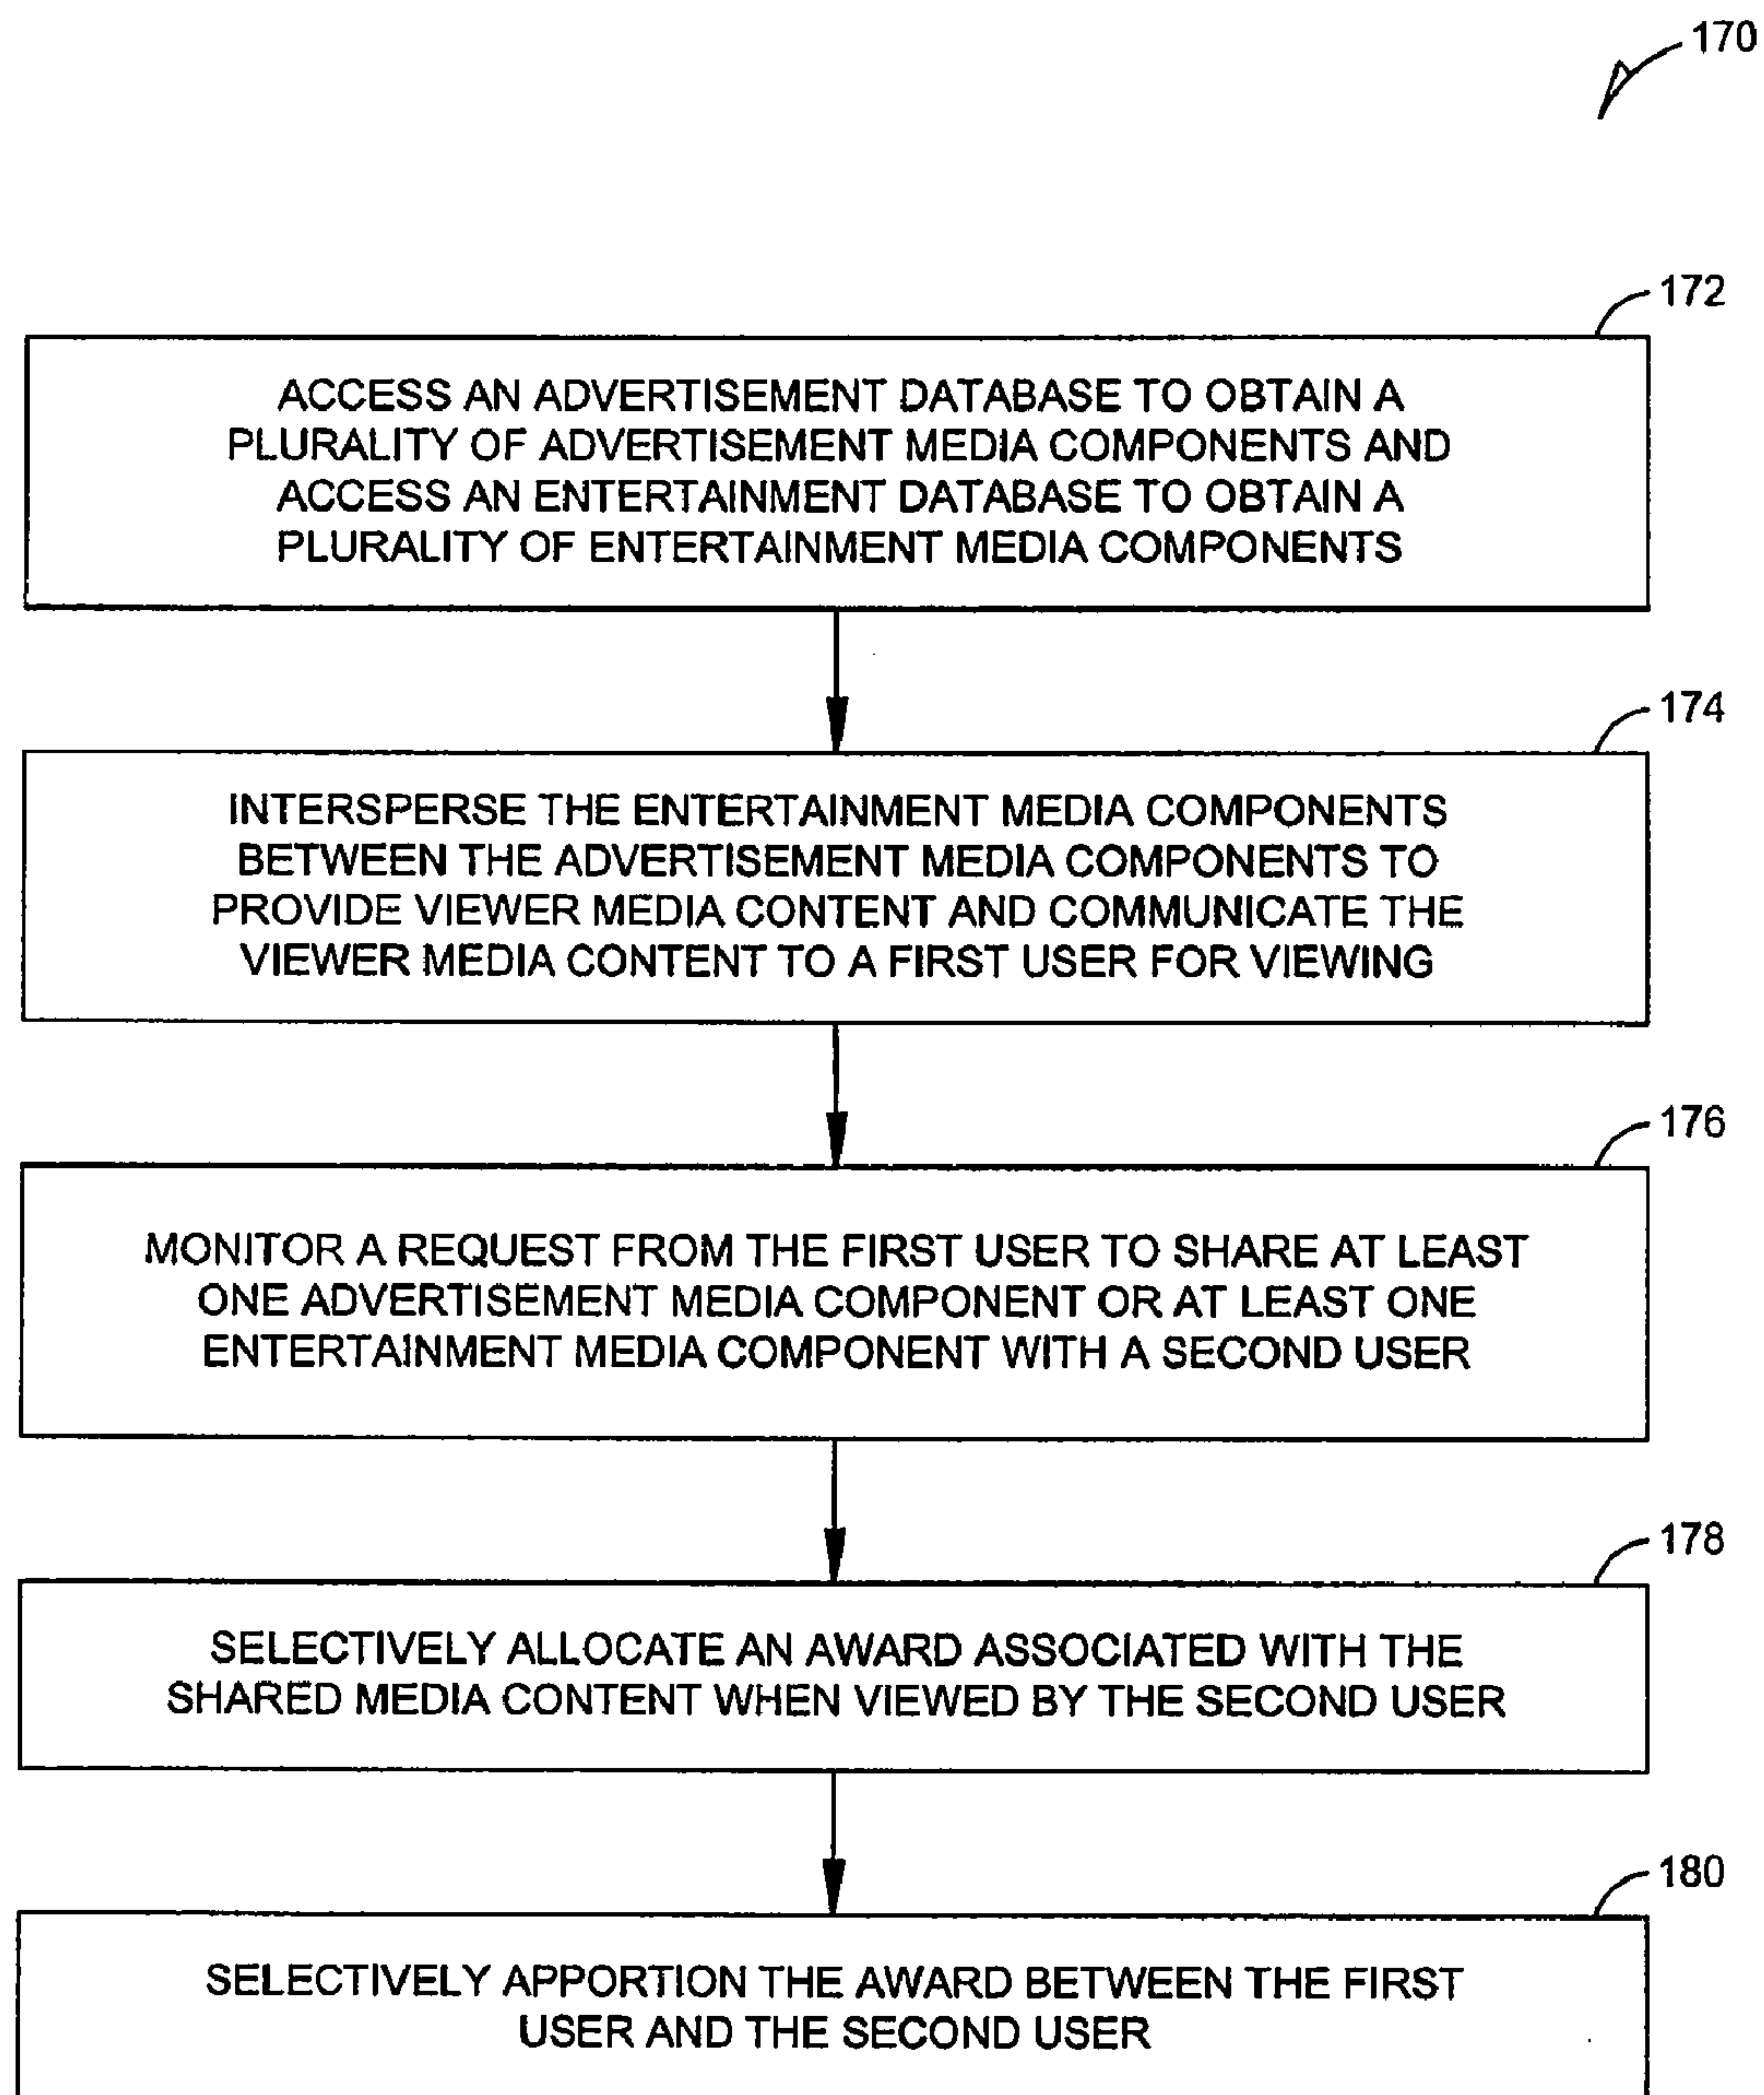 170
172
ACCESS AN ADVERTISEMENT DATABASE TO OBTAIN A
PLURALITY OF ADVERTISEMENT MEDIA COMPONENTS AND
ACCESS AN ENTERTAINMENT DATABASE TO OBTAIN A
PLURALITY OF ENTERTAINMENT MEDIA COMPONENTS
174
INTERSPERSE THE ENTERTAINMENT MEDIA COMPONENTS
BETWEEN THE ADVERTISEMENT MEDIA COMPONENTS TO
PROVIDE VIEWER MEDIA CONTENT AND COMMUNICATE THE
VIEWER MEDIA CONTENT TO A FIRST USER FOR VIEWING
176
MONITOR A REQUEST FROM THE FIRST USER TO SHARE AT LEAST
ONE ADVERTISEMENT MEDIA COMPONENT OR AT LEAST ONE
ENTERTAINMENT MEDIA COMPONENT WITH A SECOND USER
178
SELECTIVELY ALLOCATE AN AWARD ASSOCIATED WITH THE
SHARED MEDIA CONTENT WHEN VIEWED BY THE SECOND USER
180
SELECTIVELY APPORTION THE AWARD BETWEEN THE FIRST
USER AND THE SECOND USER